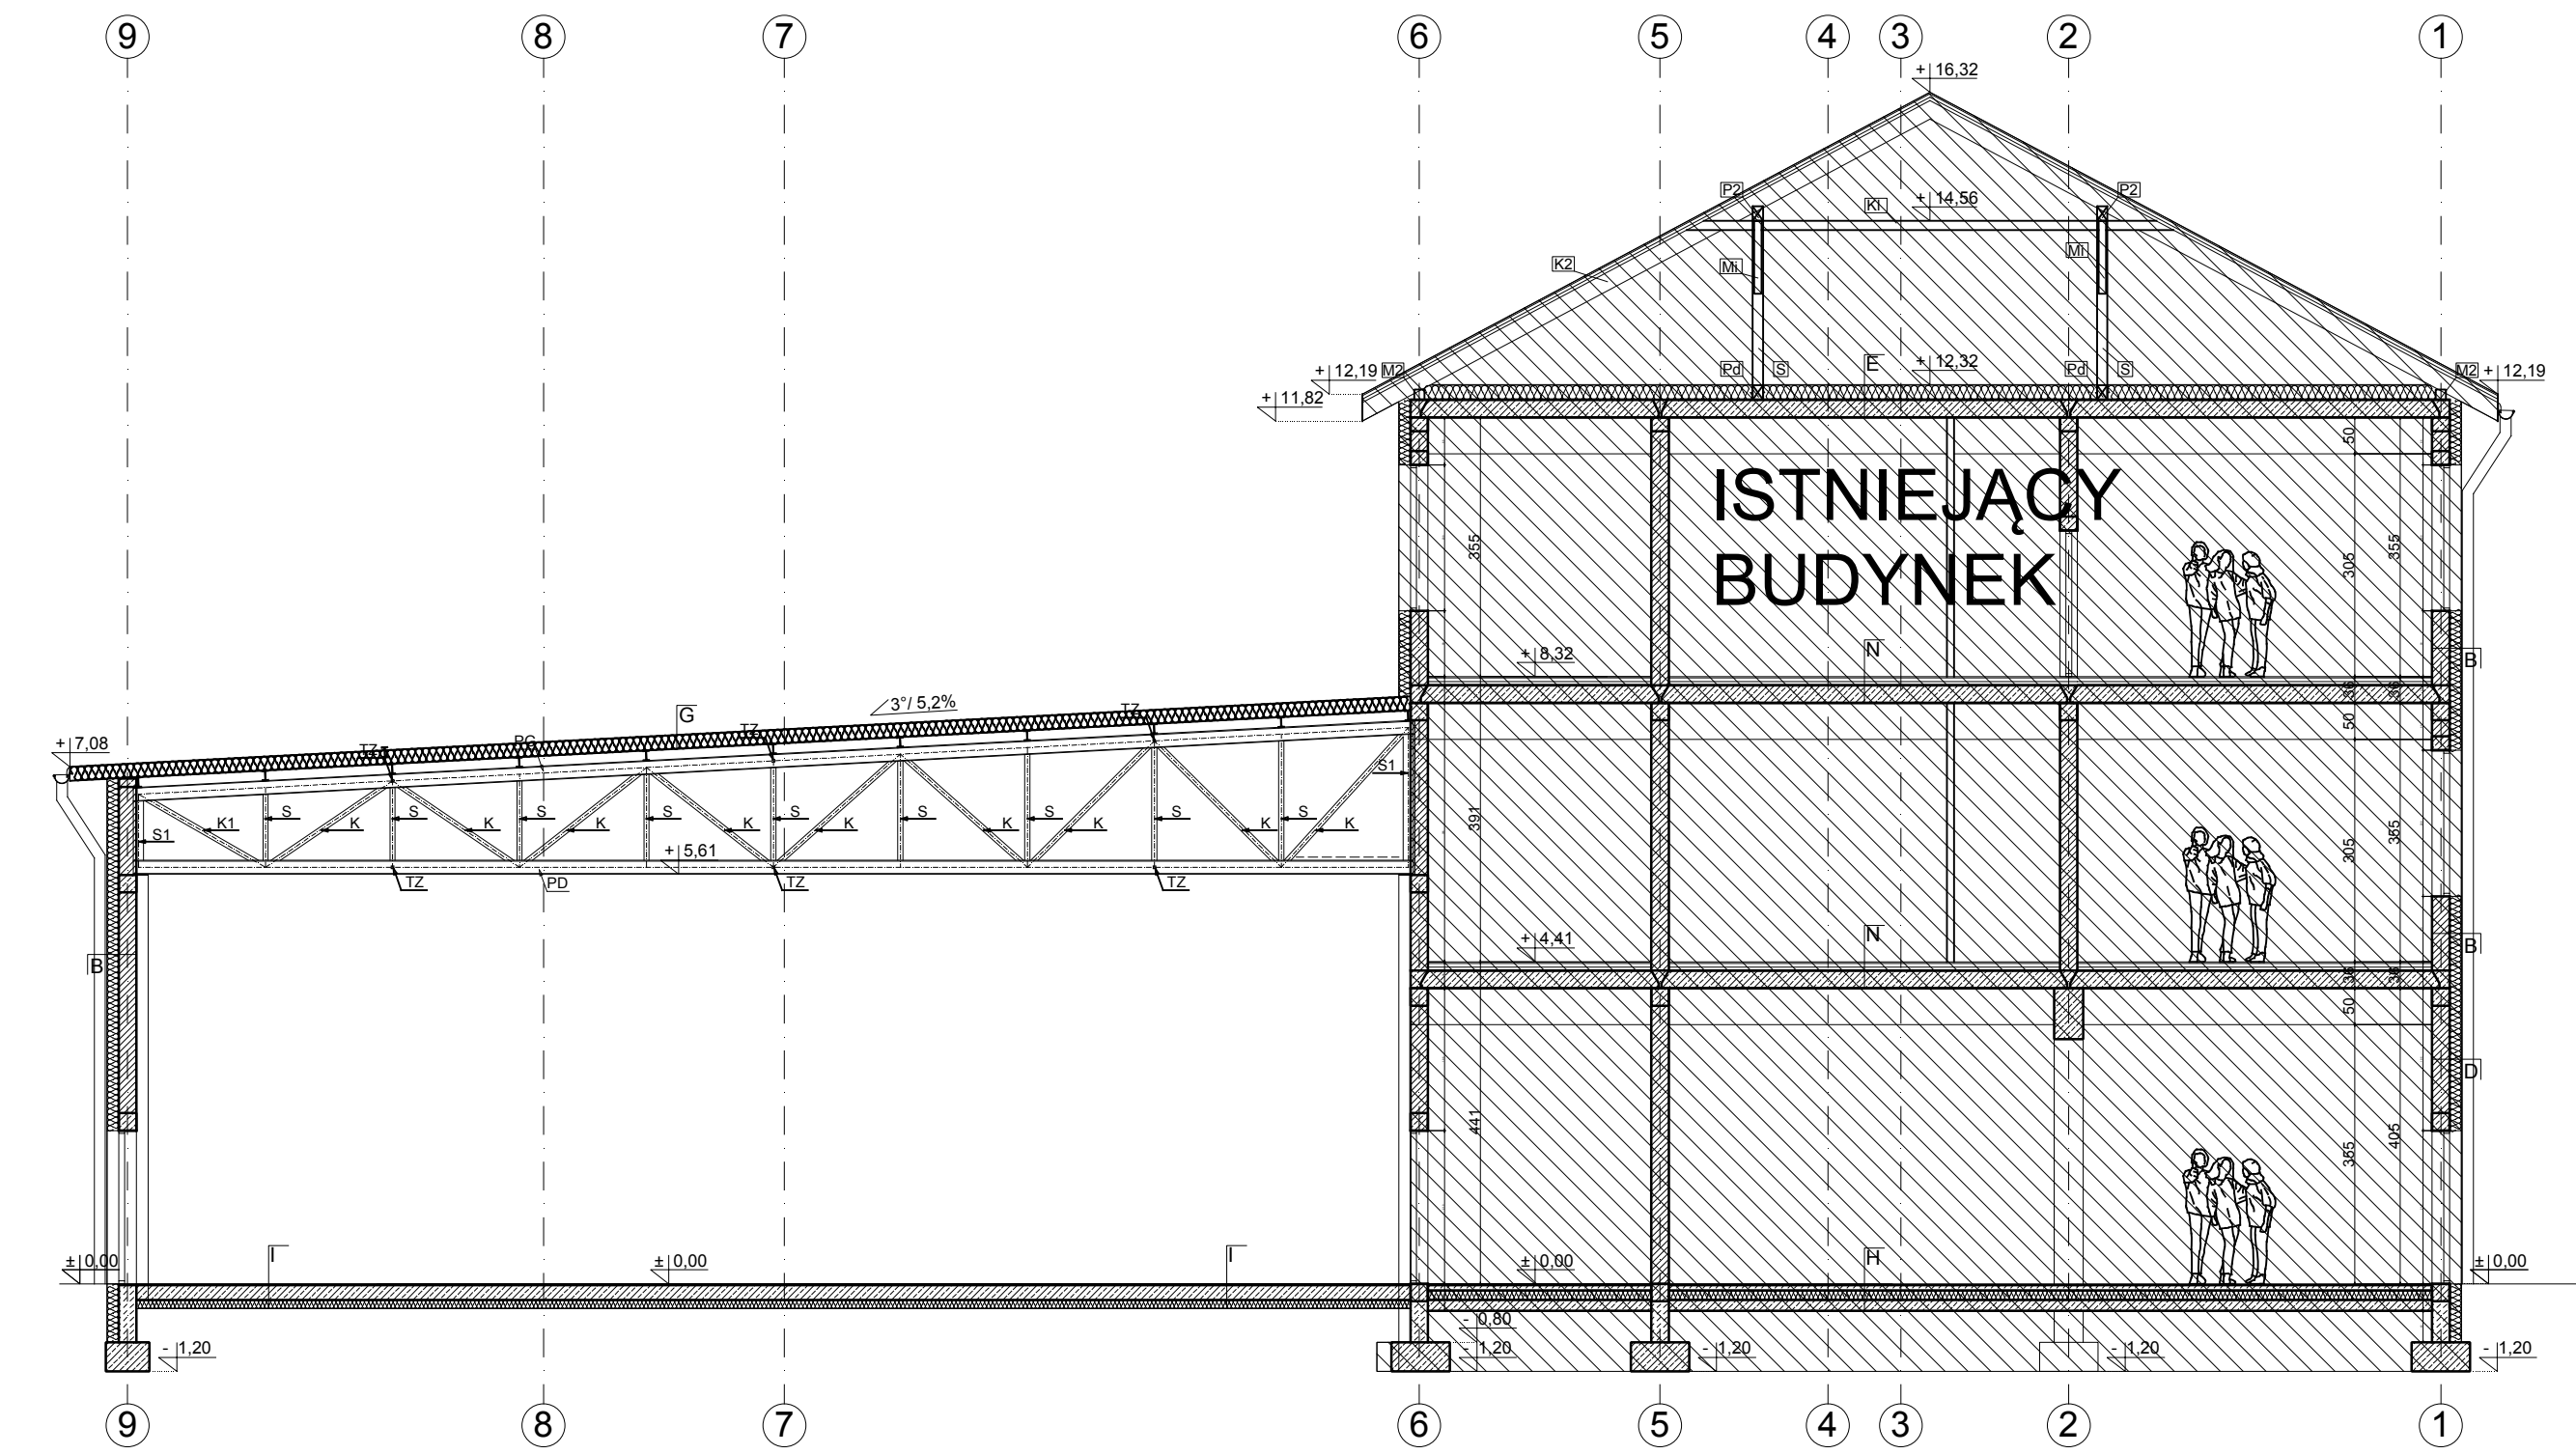 9 8 7 6 5 4 3 2 1
+ 16,32
P2 P2
Ki + 14,56
Mi
K2 Mi
E + 12,32
+ 12,19 M2 Pd S Pd S M2 + 12,19
+ 11,82
50
ISTNIEJĄCY
355 305 355
BUDYNEK
+ 8,32 N B
36 36
3°/ 5,2%
G TZ TZ 50
+ 7,08 TZ PG
S1
S S S S S S S S S
K1 K K K K K K K K K
S1 391 305 355
+ 5,61
TZ PD TZ TZ
+ 4,41 N B
B
36 36
50
D
441 355 405
I I H
± 0,00 ± 0,00 ± 0,00 ± 0,00
- 0,80
- 1,20 - 1,20 - 1,20 - 1,20 - 1,20
9 8 7 6 5 4 3 2 1